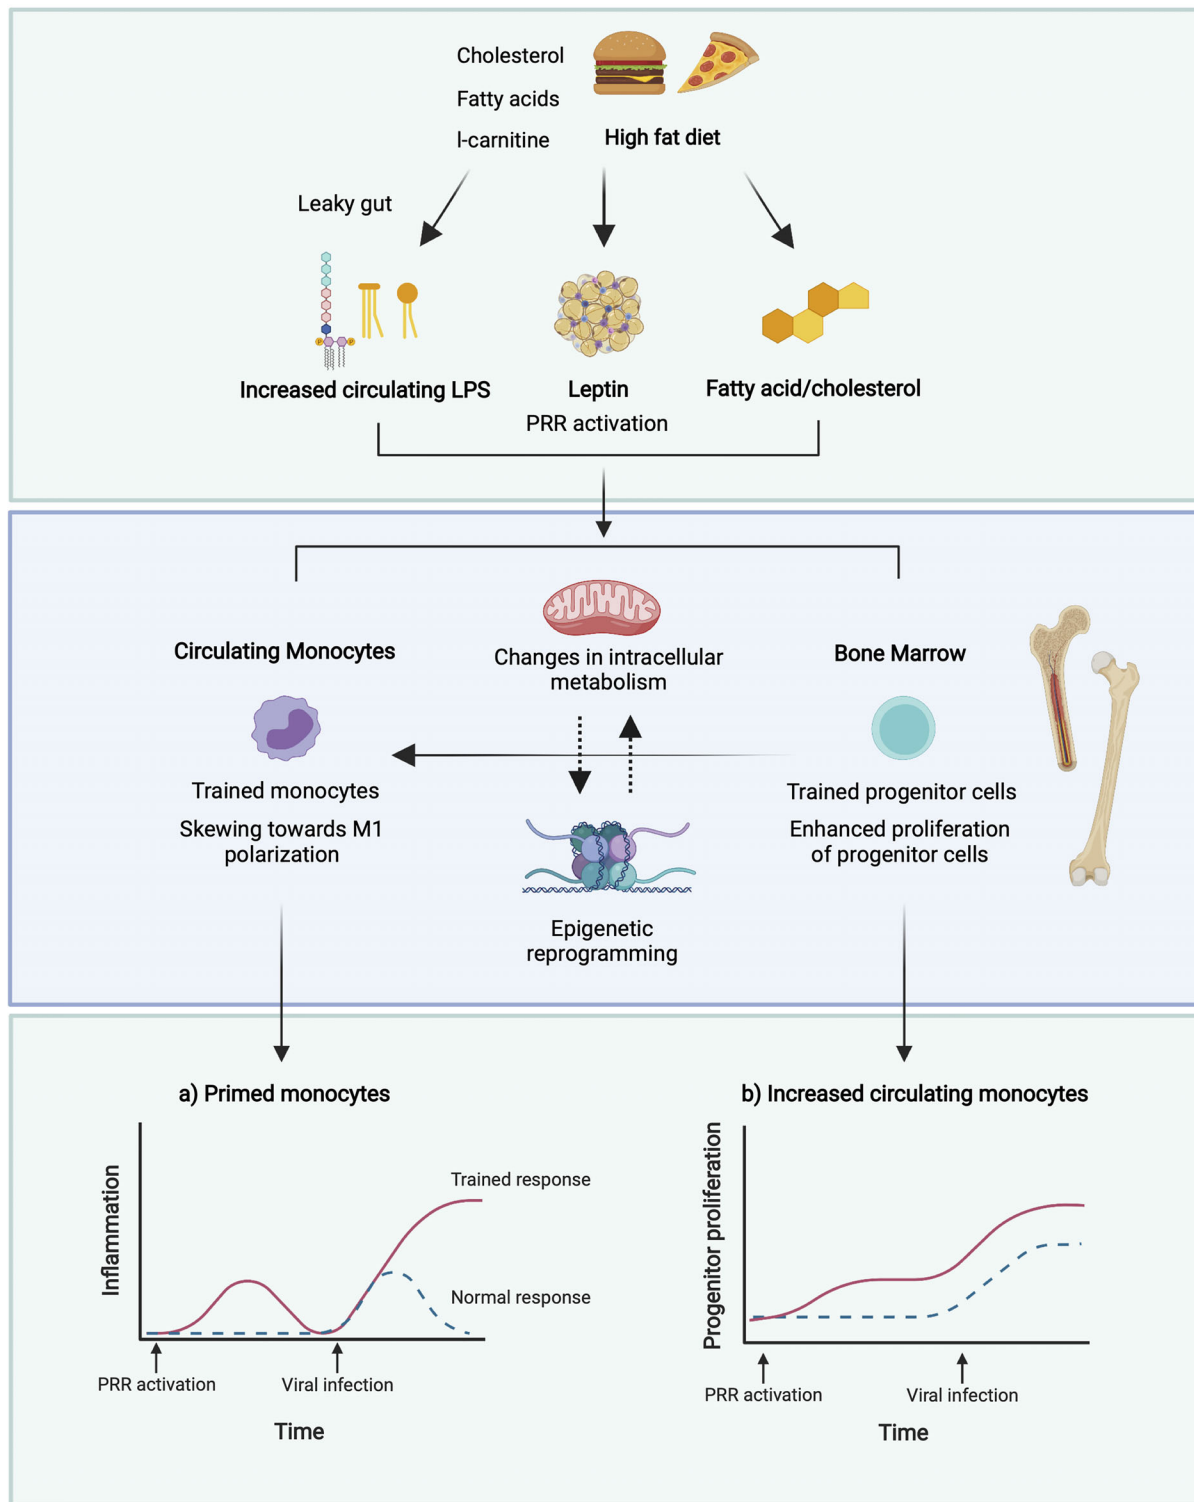 Cholesterol
Fatty acids
l-carnitine
High fat diet
Leaky gut
P
P
Increased circulating LPS
Leptin
Fatty acid/cholesterol
PRR activation
Circulating Monocytes
Changes in intracellular
metabolism
Bone Marrow
Trained monocytes
Skewing towards M1
polarization
Trained progenitor cells
Enhanced proliferation
of progenitor cells
Epigenetic
reprogramming
a) Primed monocytes
Inflammation
Trained response
Normal response
PRR activation
Viral infection
Time
b) Increased circulating monocytes
Progenitor proliferation
PRR activation
Viral infection
Time